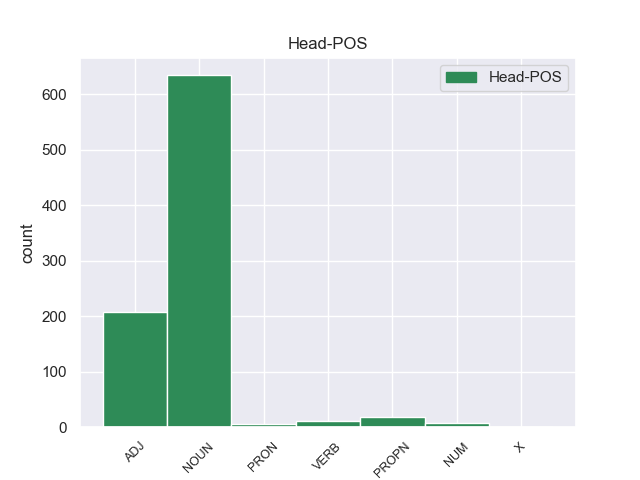 Head-POS
Head-POS
600
500
400
300
200
100
0
count
ADJ
NOUN
PRON
VERB
PROPN
NUM
X